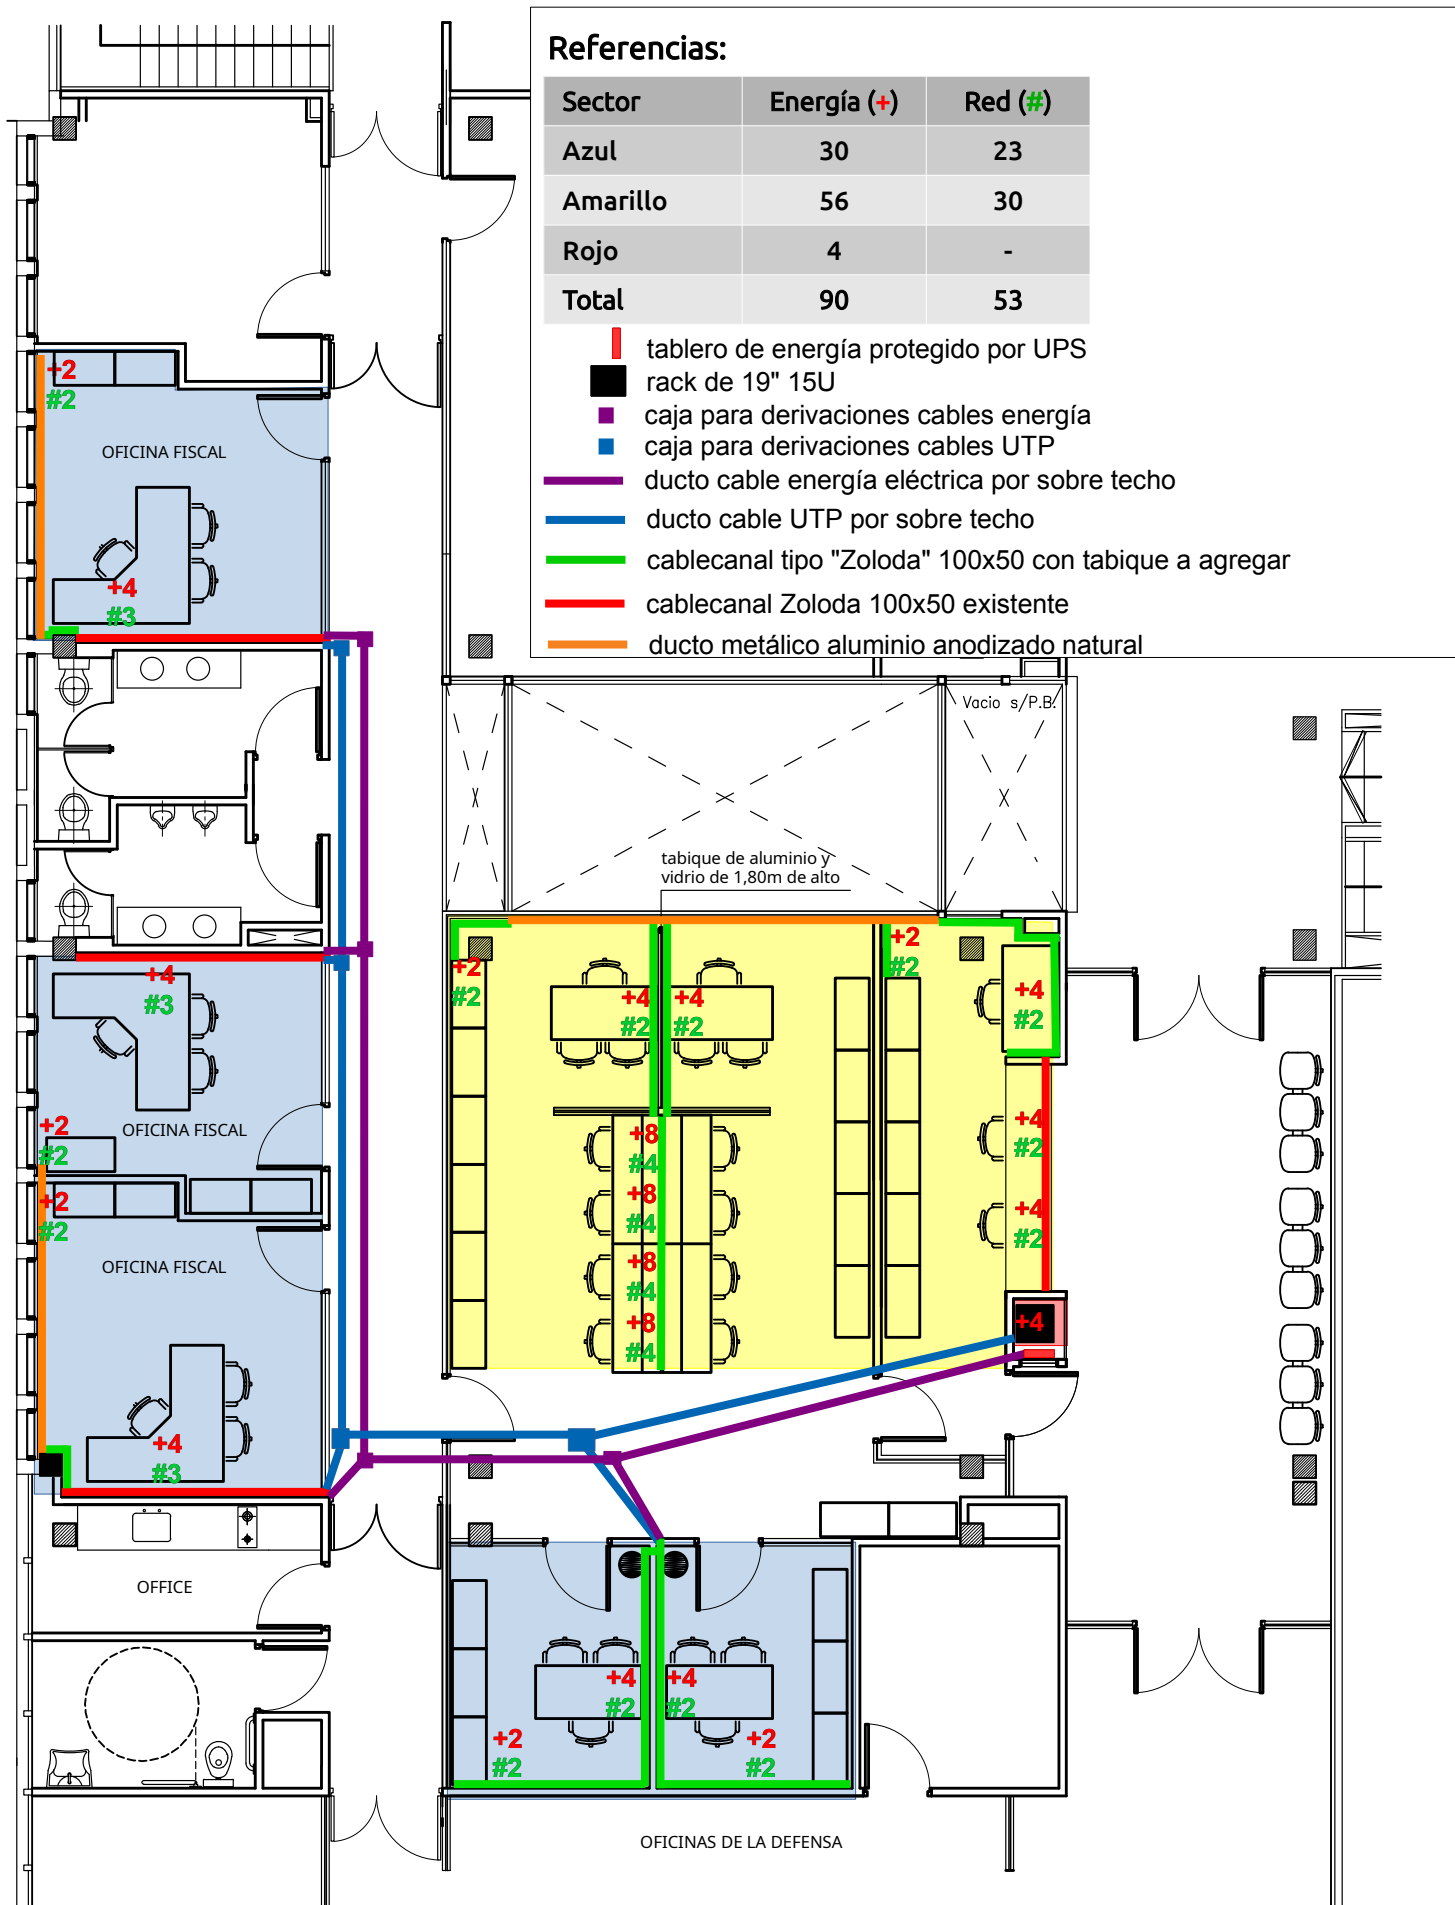 Referencias:
Sector Energía (+) Red (#)
Azul 30 23
Amarillo 56 30
Rojo 4 -
Total 90 53
tablero de energía protegido por UPS
rack de 19" 15U
caja para derivaciones cables energía
caja para derivaciones cables UTP
ducto cable energía eléctrica por sobre techo
ducto cable UTP por sobre techo
cablecanal tipo "Zoloda" 100x50 con tabique a agregar
cablecanal Zoloda 100x50 existente
ducto metálico aluminio anodizado natural
+2
#2
OFICINA FISCAL
+4
#3
Vacio s/P.B.
tabique de aluminio y
vidrio de 1,80m de alto
+4
#3
+2
#2
OFICINA FISCAL
+2
#2
OFICINA FISCAL
+4
#3
+2
#2
+4
#2
+4
#2
+2
#2
+4
#2
+8
#4
+8
#4
+8
#4
+8
#4
+4
#2
+4
#2
+4
OFFICE
+4
#2
+4
#2
+2
#2
+2
#2
OFICINAS DE LA DEFENSA